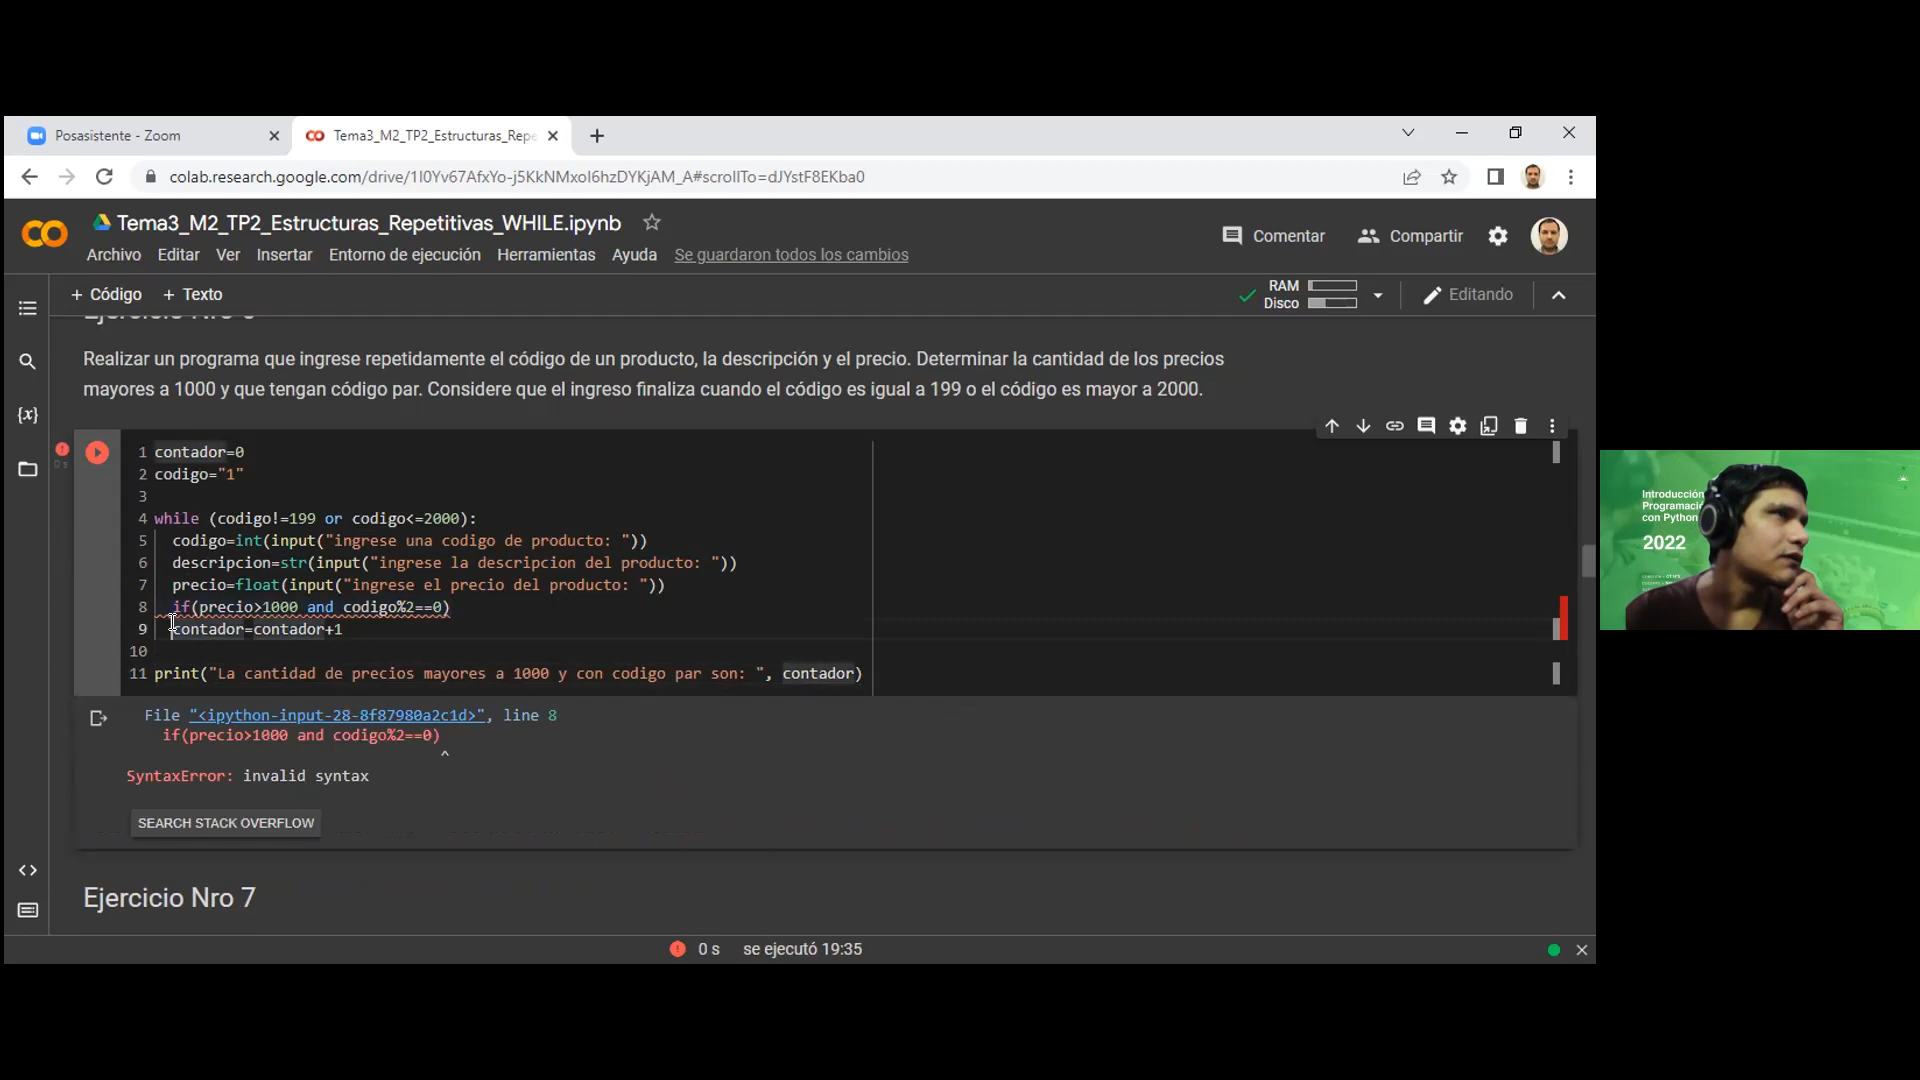 Posasistente - Zoom
Tema3_M2_TP2_Estructuras_Repe
colab.research.google.com/drive/1I0Yv67AfxYo-j5KkNMxoI6hzDYKjAM_A#scrollTo=dJYstF8EKba0
Tema3_M2_TP2_Estructuras_Repetitivas_WHILE.ipynb
Comentar
Compartir
Archivo Editar Ver Insertar Entorno de ejecución Herramientas Ayuda Se guardaron todos los cambios
+ Código + Texto
RAM
Disco
Editando
Ejercicio Nro 6
Realizar un programa que ingrese repetidamente el código de un producto, la descripción y el precio. Determinar la cantidad de los precios
mayores a 1000 y que tengan código par. Considere que el ingreso finaliza cuando el código es igual a 199 o el código es mayor a 2000.
1 contador=0
2 codigo="1"
3
4 while (codigo!=199 or codigo<=2000):
5 codigo=int(input("ingrese una codigo de producto: "))
6 descripcion=str(input("ingrese la descripcion del producto: "))
7 precio=float(input("ingrese el precio del producto: "))
8 if(precio>1000 and codigo%2==0)
9 contador=contador+1
10
11 print("La cantidad de precios mayores a 1000 y con codigo par son: ", contador)
0s
File "<ipython-input-28-8f87980a2c1d>", line 8
if(precio>1000 and codigo%2==0)
^
SyntaxError: invalid syntax
SEARCH STACK OVERFLOW
Ejercicio Nro 7
0 s se ejecutó 19:35
Introducción
Programació
con Python
2022